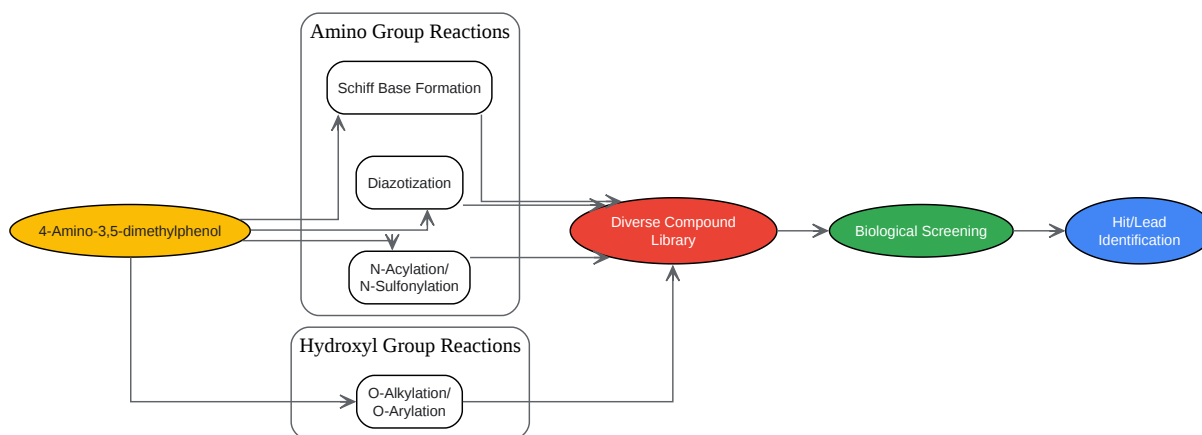 Amino Group Reactions
Schiff Base Formation
Diazotization
4-Amino-3,5-dimethylphenol
N-Acylation/
N-Sulfonylation
Diverse Compound
Library
Biological Screening
Hit/Lead
Identification
Hydroxyl Group Reactions
O-Alkylation/
O-Arylation